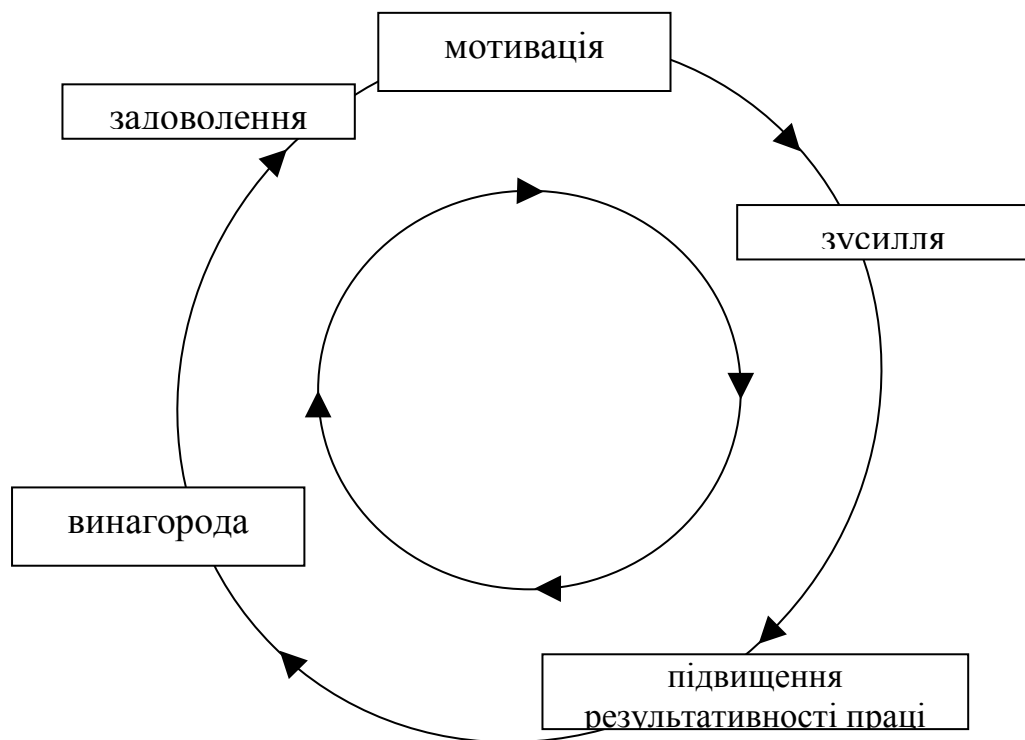 мотивація
задоволення
зусилля
винагорода
підвищення
результативності праці